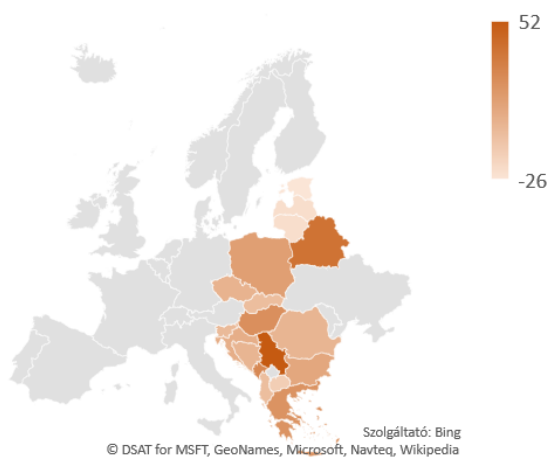 52
-26
Szolgáltató: Bing
© DSAT for MSFT, GeoNames, Microsoft, Navteq, Wikipedia